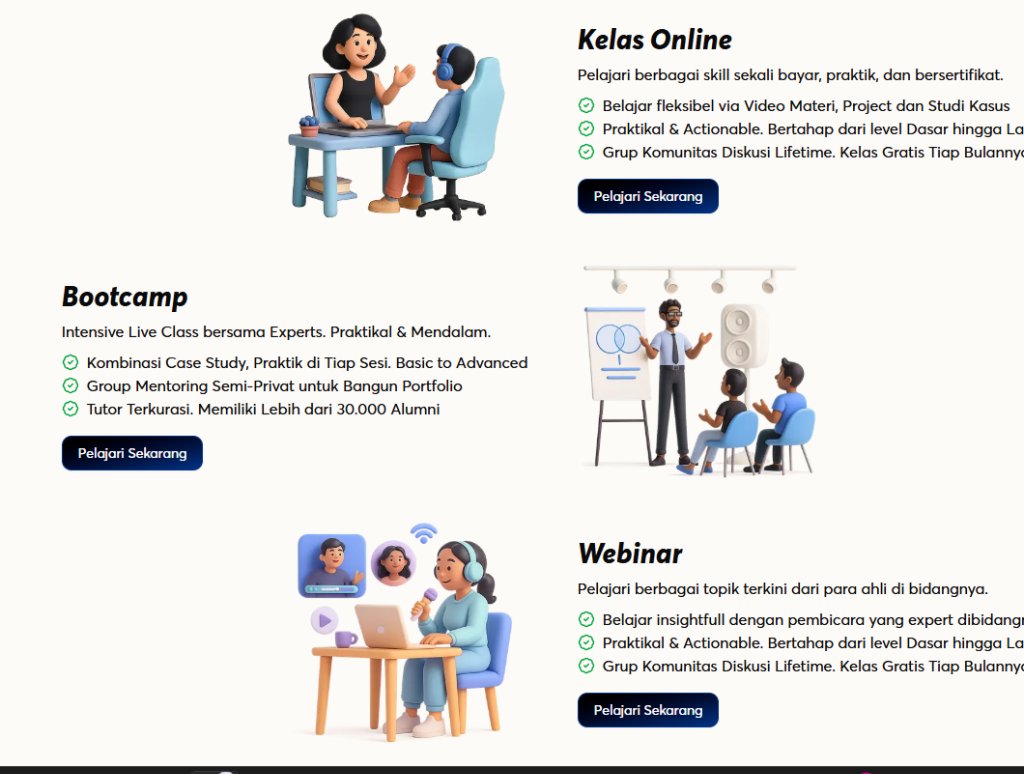 Kelas Online
Pelajari berbagai skill sekali bayar, praktik, dan bersertifikat.
Belajar fleksibel via Video Materi, Project dan Studi Kasus
Praktikal & Actionable. Bertahap dari level Dasar hingga La
Grup Komunitas Diskusi Lifetime. Kelas Gratis Tiap Bulanny
Pelajari Sekarang
Bootcamp
Intensive Live Class bersama Experts. Praktikal & Mendalam.
Kombinasi Case Study, Praktik di Tiap Sesi. Basic to Advanced
Group Mentoring Semi-Privat untuk Bangun Portfolio
Tutor Terkurasi. Memiliki Lebih dari 30.000 Alumni
Pelajari Sekarang
Webinar
Pelajari berbagai topik terkini dari para ahli di bidangnya.
Belajar insightfull dengan pembicara yang expert dibidang
Praktikal & Actionable. Bertahap dari level Dasar hingga La
Grup Komunitas Diskusi Lifetime. Kelas Gratis Tiap Bulanny
Pelajari Sekarang